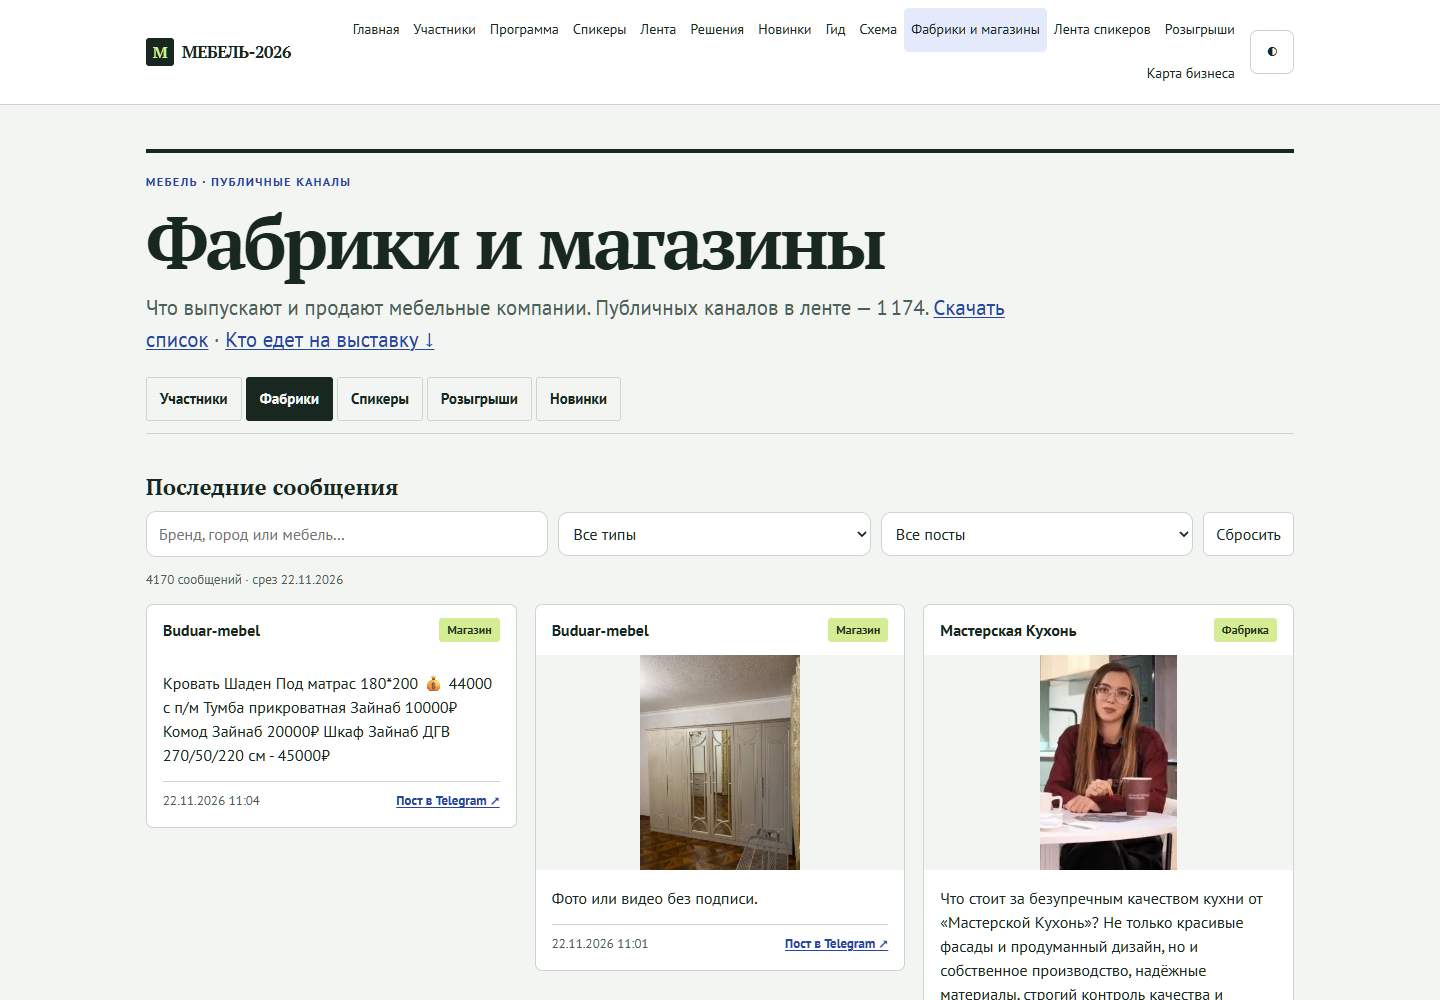 М МЕБЕЛЬ-2026
Главная Участники Программа Спикеры Лента Решения Новинки Гид Схема Фабрики и магазины Лента спикеров Розыгрыши
Карта бизнеса
МЕБЕЛЬ · ПУБЛИЧНЫЕ КАНАЛЫ
Фабрики и магазины
Что выпускают и продают мебельные компании. Публичных каналов в ленте — 1 174. Скачать
список · Кто едет на выставку ↓
Участники Фабрики Спикеры Розыгрыши Новинки
Последние сообщения
Бренд, город или мебель... Все типы Все посты Сбросить
4170 сообщений · срез 22.11.2026
Buduar-mebel Магазин
Кровать Шаден Под матрас 180*200 💰 44000
с п/м Тумба прикроватная Зайнаб 10000₽
Комод Зайнаб 20000₽ Шкаф Зайнаб ДГВ
270/50/220 см - 45000₽
22.11.2026 11:04 Пост в Telegram ↗
Buduar-mebel Магазин
Фото или видео без подписи.
22.11.2026 11:01 Пост в Telegram ↗
Мастерская Кухонь Фабрика
Что стоит за безупречным качеством кухни от
«Мастерской Кухонь»? Не только красивые
фасады и продуманный дизайн, но и
собственное производство, надёжные
материалы, строгий контроль качества и